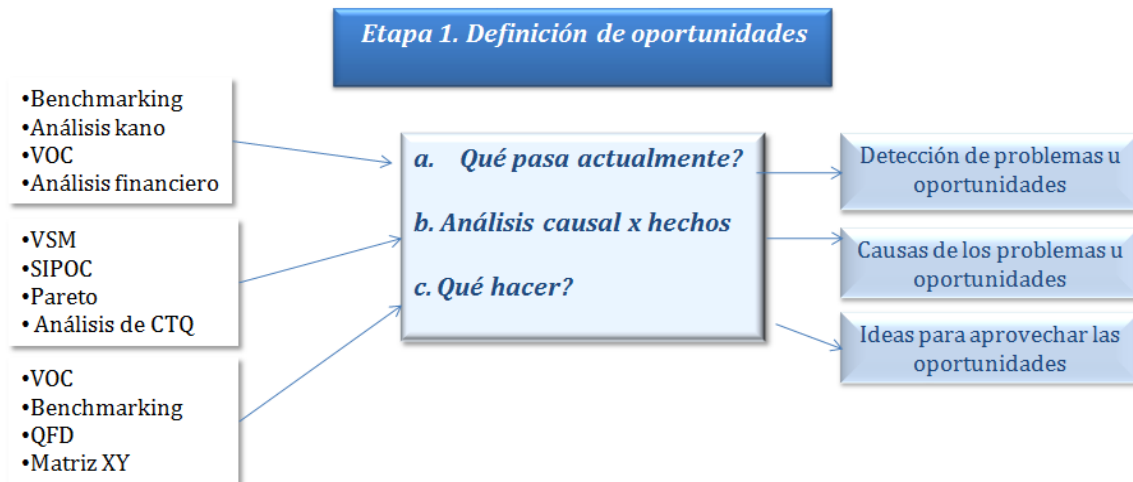 Etapa 1. Definición de oportunidades
•Benchmarking
•Análisis kano
•VOC
•Análisis financiero
•VSM
•SIPOC
•Pareto
• Análisis de CTQ
•VOC
•Benchmarking
•QFD
•Matriz XY
a. Qué pasa actualmente?
b. Análisis causal x hechos
c. Qué hacer?
Detección de problemas u
oportunidades
Causas de los problemas u
oportunidades
Ideas para aprovechar las
oportunidades